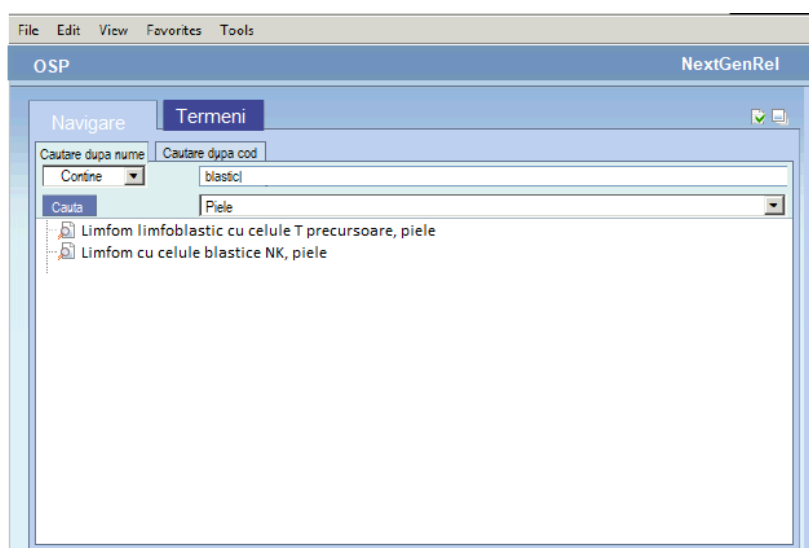 File Edit View Favorites Tools
OSP NextGenRel
Navigare Termeni
Cautare dupa nume Cautare dupa cod
Contine blastic
Cauta Piele
Limfom limfoblastic cu celule T precursoare, piele
Limfom cu celule blastice NK, piele